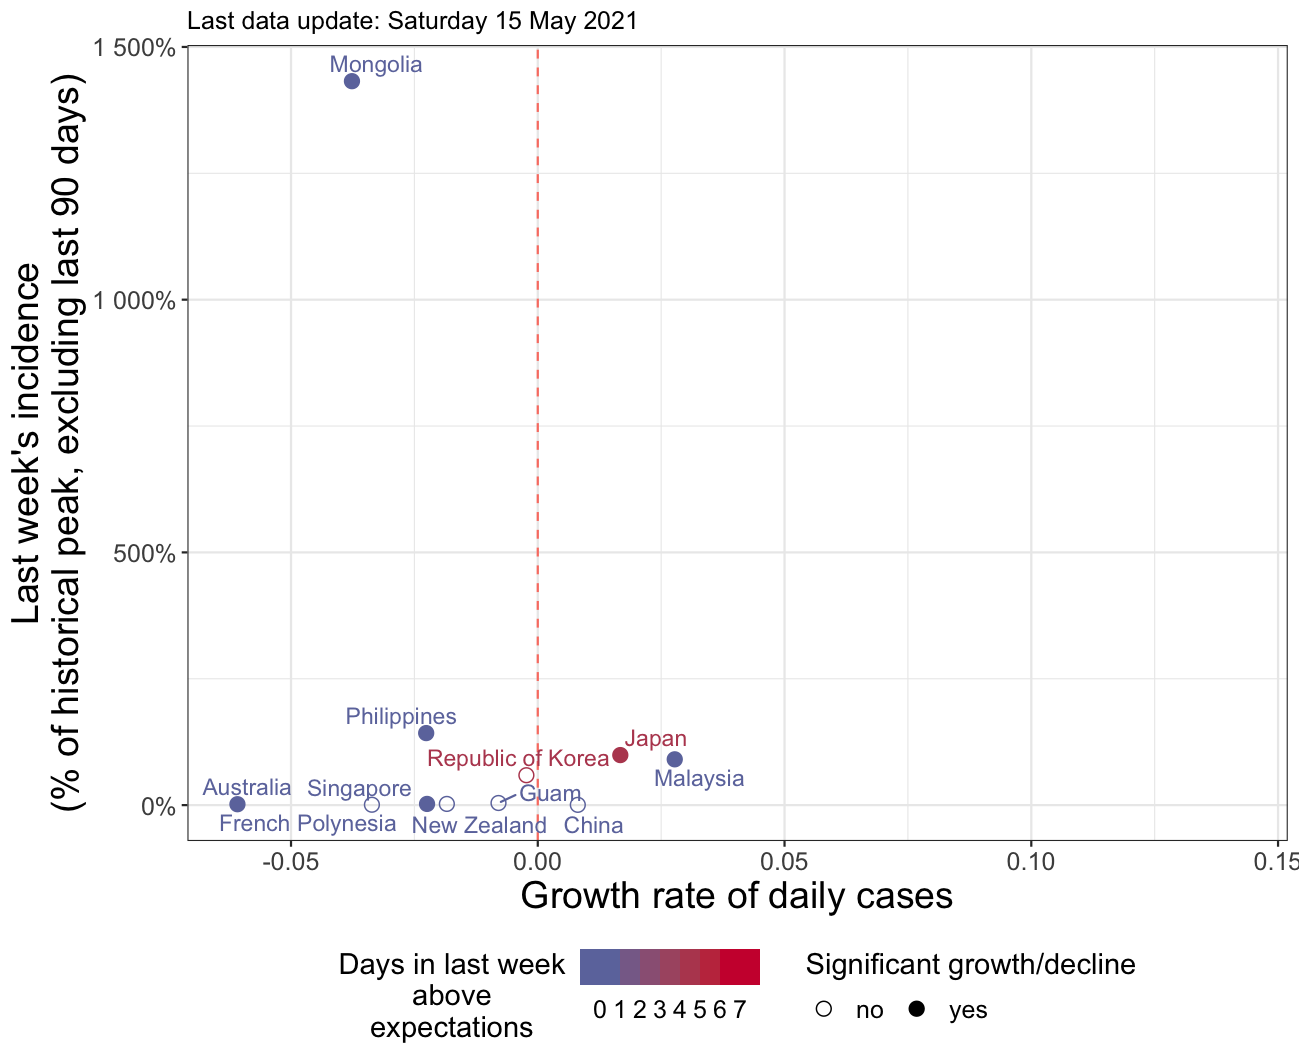 Last data update: Saturday 15 May 2021
Last week's incidence
(% of historical peak, excluding last 90 days)
1 500%
1 000%
500%
0%
Mongolia
Philippines
Japan
Republic of Korea
Malaysia
Australia
Singapore
Guam
French Polynesia
New Zealand
China
-0.05
0.00
0.05
0.10
0.15
Growth rate of daily cases
Days in last week
above
expectations
0 1 2 3 4 5 6 7
Significant growth/decline
no
yes